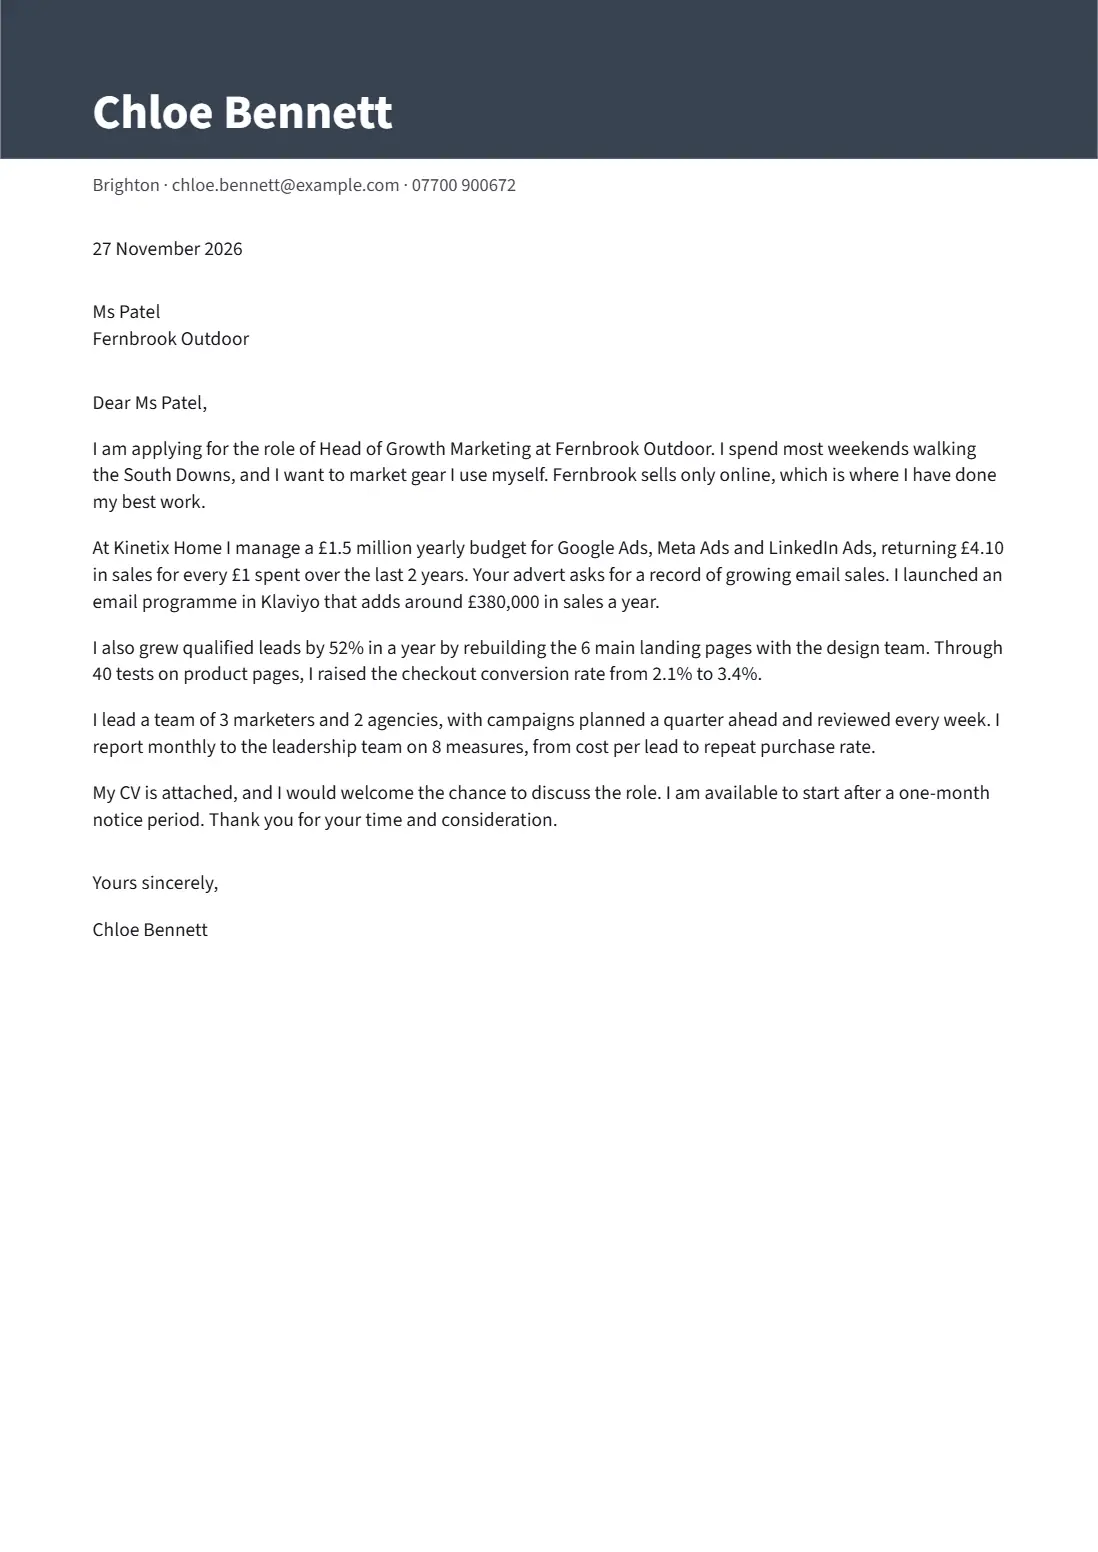 Chloe Bennett
Brighton · chloe.bennett@example.com · 07700 900672
27 November 2026
Ms Patel
Fernbrook Outdoor
Dear Ms Patel,
I am applying for the role of Head of Growth Marketing at Fernbrook Outdoor. I spend most weekends walking
the South Downs, and I want to market gear I use myself. Fernbrook sells only online, which is where I have done
my best work.
At Kinetix Home I manage a £1.5 million yearly budget for Google Ads, Meta Ads and LinkedIn Ads, returning £4.10
in sales for every £1 spent over the last 2 years. Your advert asks for a record of growing email sales. I launched an
email programme in Klaviyo that adds around £380,000 in sales a year.
I also grew qualified leads by 52% in a year by rebuilding the 6 main landing pages with the design team. Through
40 tests on product pages, I raised the checkout conversion rate from 2.1% to 3.4%.
I lead a team of 3 marketers and 2 agencies, with campaigns planned a quarter ahead and reviewed every week. I
report monthly to the leadership team on 8 measures, from cost per lead to repeat purchase rate.
My CV is attached, and I would welcome the chance to discuss the role. I am available to start after a one-month
notice period. Thank you for your time and consideration.
Yours sincerely,
Chloe Bennett